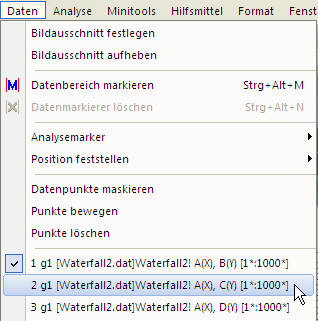 Daten Analyse Minitools Hilfsmittel Format Fenst
Bildausschnitt festlegen
Bildausschnitt aufheben
Datenbereich markieren Strg+Alt+M
Datenmarkierer löschen Strg+Alt+N
Analysemarker
Position feststellen
Datenpunkte maskieren
Punkte bewegen
Punkte löschen
1 g1 [Waterfall2.dat]Waterfall2! A(X), B(Y) [1*:1000*]
2 g1 [Waterfall2.dat]Waterfall2! A(X), C(Y) [1*:1000*]
3 g1 [Waterfall2.dat]Waterfall2! A(X), D(Y) [1*:1000*]